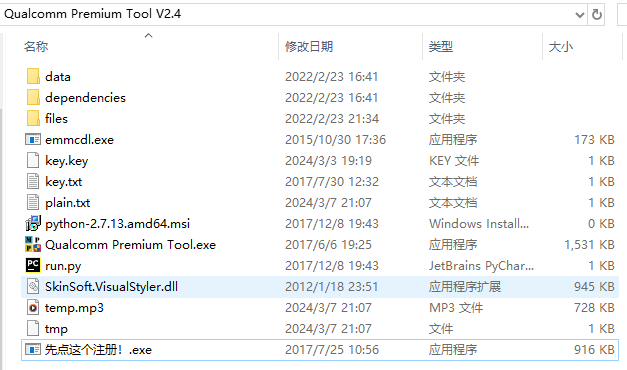 Qualcomm Premium Tool V2.4
名称 修改日期 类型 大小
data 2022/2/23 16:41 文件夹
dependencies 2022/2/23 16:41 文件夹
files 2022/2/23 21:34 文件夹
emmcdl.exe 2015/10/30 17:36 应用程序 173 KB
key.key 2024/3/3 19:19 KEY 文件 1 KB
key.txt 2017/7/30 12:32 文本文档 1 KB
plain.txt 2024/3/7 21:07 文本文档 1 KB
python-2.7.13.amd64.msi 2017/12/8 19:43 Windows Install... 0 KB
Qualcomm Premium Tool.exe 2017/6/6 19:25 应用程序 1,531 KB
run.py 2017/12/8 19:43 JetBrains PyChar... 1 KB
SkinSoft.VisualStyler.dll 2012/1/18 23:51 应用程序扩展 945 KB
temp.mp3 2024/3/7 21:07 MP3 文件 728 KB
tmp 2024/3/7 21:07 文件 1 KB
先点这个注册！.exe 2017/7/25 10:56 应用程序 916 KB